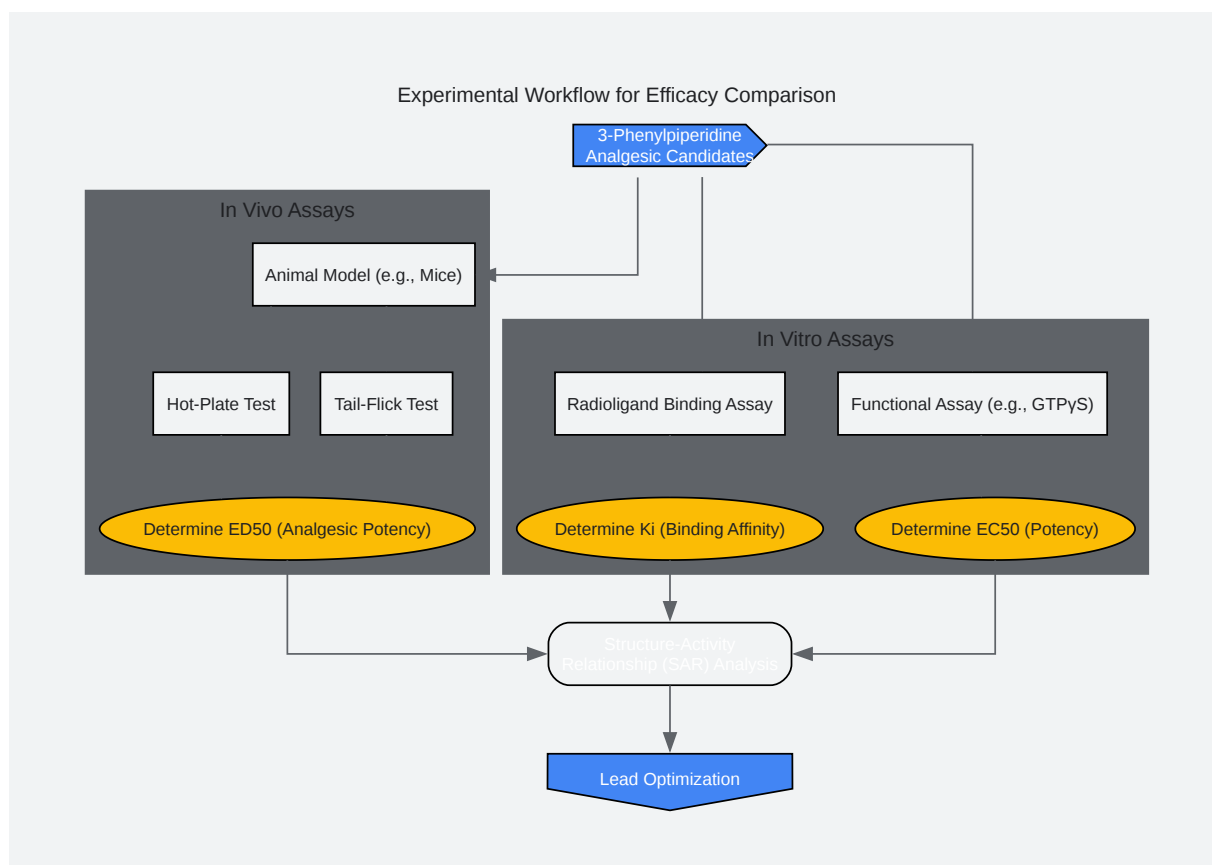 Experimental Workflow for Efficacy Comparison
3-Phenylpiperidine
Analgesic Candidates
In Vivo Assays
Animal Model (e.g., Mice)
In Vitro Assays
Hot-Plate Test
Tail-Flick Test
Radioligand Binding Assay
Functional Assay (e.g., GTPγS)
Determine ED50 (Analgesic Potency)
Determine Ki (Binding Affinity)
Determine EC50 (Potency)
Structure-Activity
Relationship (SAR) Analysis
Lead Optimization